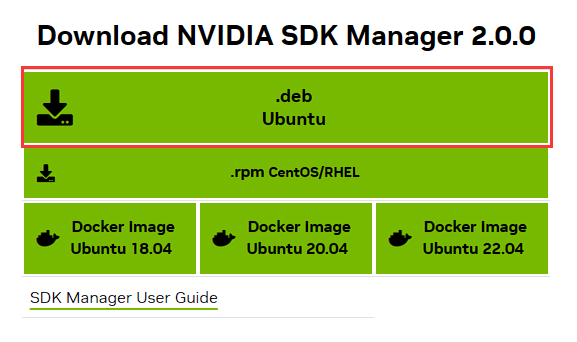 Download NVIDIA SDK Manager 2.0.0
.deb
Ubuntu
.rpm CentOS/RHEL
Docker Image
Ubuntu 18.04
Docker Image
Ubuntu 20.04
Docker Image
Ubuntu 22.04
SDK Manager User Guide